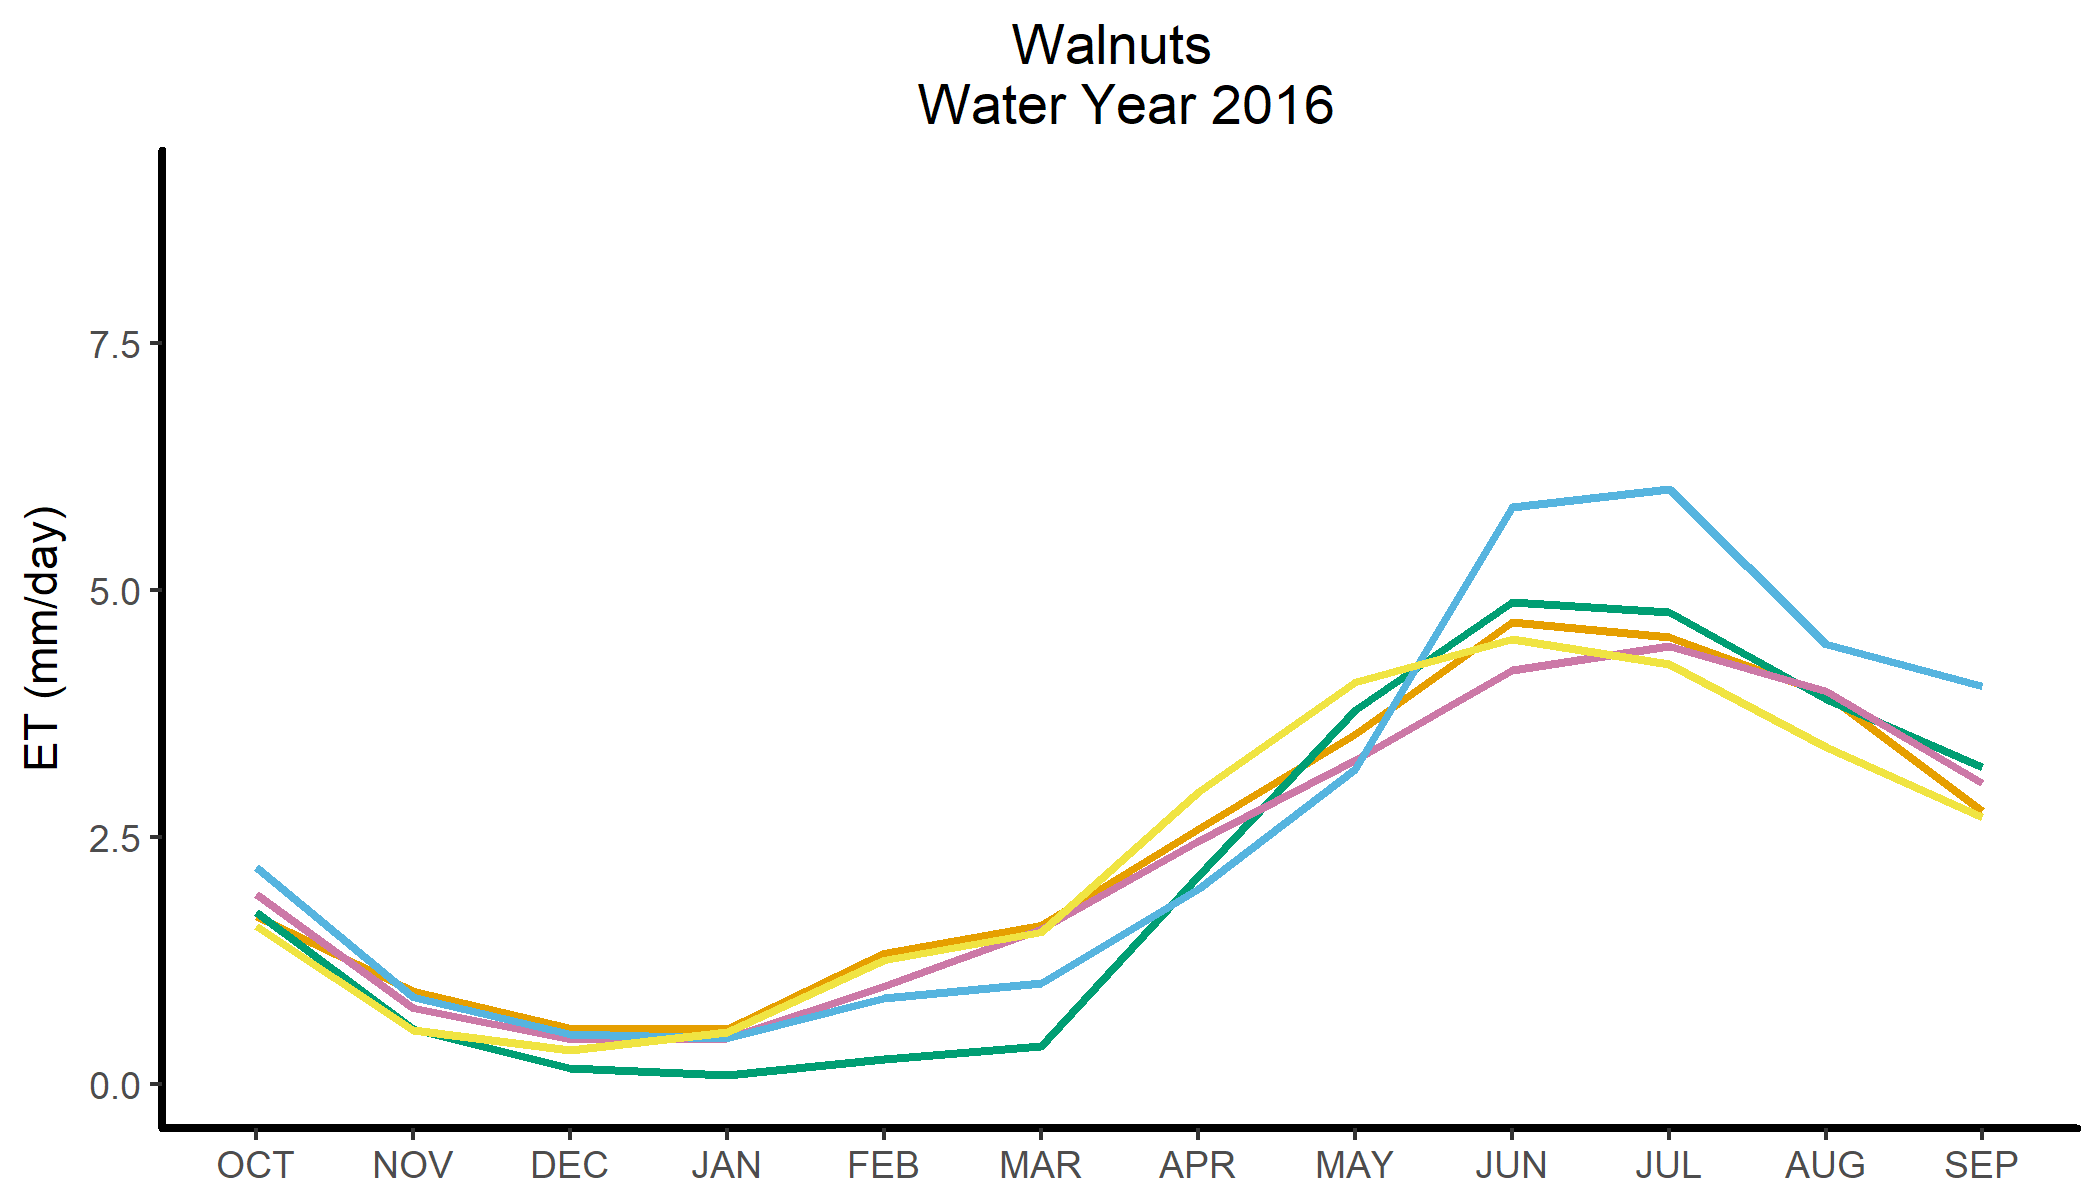 Walnuts
Water Year 2016
ET (mm/day)
7.5
5.0
2.5
0.0
OCT NOV DEC JAN FEB MAR APR MAY JUN JUL AUG SEP